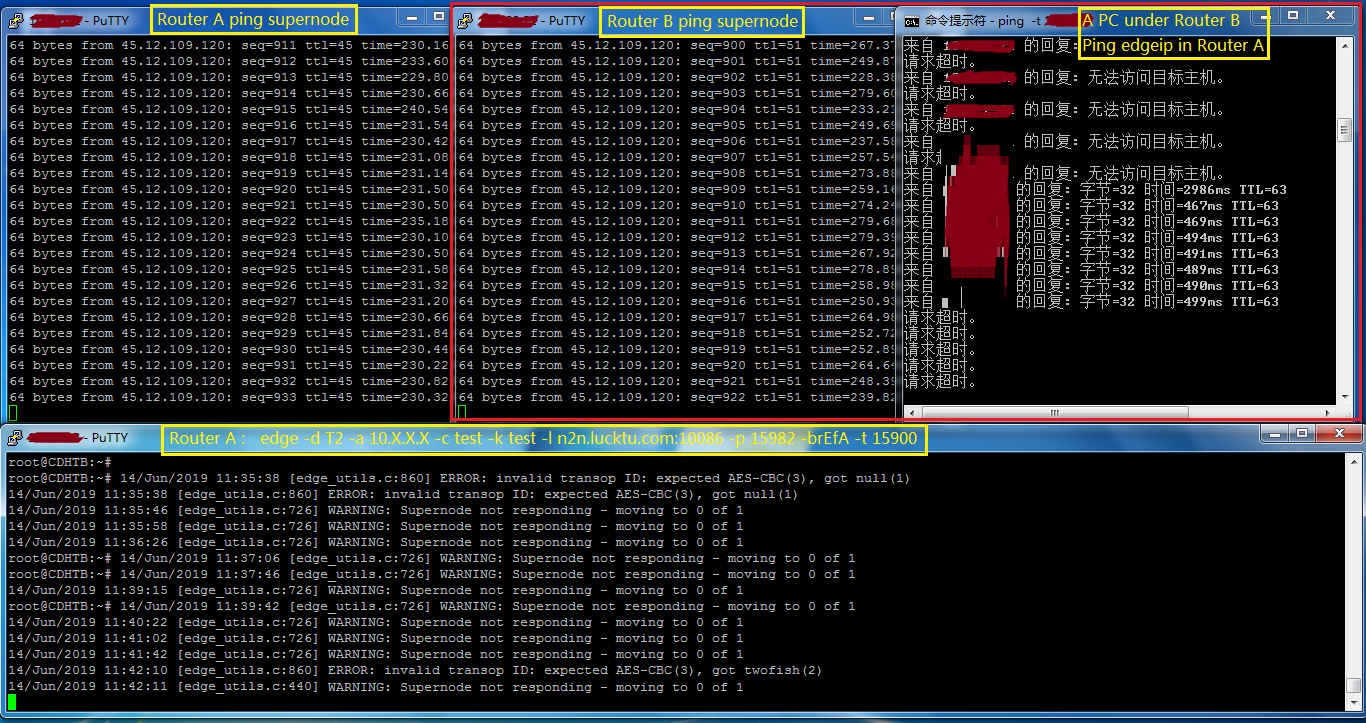 - PuTTY
Router A ping supernode
64 bytes from 45.12.109.120: seq=911 ttl=45 time=230.16
64 bytes from 45.12.109.120: seq=912 ttl=45 time=233.60
64 bytes from 45.12.109.120: seq=913 ttl=45 time=229.80
64 bytes from 45.12.109.120: seq=914 ttl=45 time=230.66
64 bytes from 45.12.109.120: seq=915 ttl=45 time=240.54
64 bytes from 45.12.109.120: seq=916 ttl=45 time=231.54
64 bytes from 45.12.109.120: seq=917 ttl=45 time=230.42
64 bytes from 45.12.109.120: seq=918 ttl=45 time=231.08
64 bytes from 45.12.109.120: seq=919 ttl=45 time=231.14
64 bytes from 45.12.109.120: seq=920 ttl=45 time=231.50
64 bytes from 45.12.109.120: seq=921 ttl=45 time=230.50
64 bytes from 45.12.109.120: seq=922 ttl=45 time=235.18
64 bytes from 45.12.109.120: seq=923 ttl=45 time=230.10
64 bytes from 45.12.109.120: seq=924 ttl=45 time=230.50
64 bytes from 45.12.109.120: seq=925 ttl=45 time=231.58
64 bytes from 45.12.109.120: seq=926 ttl=45 time=231.32
64 bytes from 45.12.109.120: seq=927 ttl=45 time=231.20
64 bytes from 45.12.109.120: seq=928 ttl=45 time=230.66
64 bytes from 45.12.109.120: seq=929 ttl=45 time=231.84
64 bytes from 45.12.109.120: seq=930 ttl=45 time=230.44
64 bytes from 45.12.109.120: seq=931 ttl=45 time=230.22
64 bytes from 45.12.109.120: seq=932 ttl=45 time=230.82
64 bytes from 45.12.109.120: seq=933 ttl=45 time=230.32
- PuTTY
Router B ping supernode
64 bytes from 45.12.109.120: seq=900 ttl=51 time=267.37
64 bytes from 45.12.109.120: seq=901 ttl=51 time=249.87
64 bytes from 45.12.109.120: seq=902 ttl=51 time=228.38
64 bytes from 45.12.109.120: seq=903 ttl=51 time=279.60
64 bytes from 45.12.109.120: seq=904 ttl=51 time=233.21
64 bytes from 45.12.109.120: seq=905 ttl=51 time=249.69
64 bytes from 45.12.109.120: seq=906 ttl=51 time=237.58
64 bytes from 45.12.109.120: seq=907 ttl=51 time=257.54
64 bytes from 45.12.109.120: seq=908 ttl=51 time=273.88
64 bytes from 45.12.109.120: seq=909 ttl=51 time=259.16
64 bytes from 45.12.109.120: seq=910 ttl=51 time=274.24
64 bytes from 45.12.109.120: seq=911 ttl=51 time=279.68
64 bytes from 45.12.109.120: seq=912 ttl=51 time=279.39
64 bytes from 45.12.109.120: seq=913 ttl=51 time=267.92
64 bytes from 45.12.109.120: seq=914 ttl=51 time=278.89
64 bytes from 45.12.109.120: seq=915 ttl=51 time=258.98
64 bytes from 45.12.109.120: seq=916 ttl=51 time=250.93
64 bytes from 45.12.109.120: seq=917 ttl=51 time=264.98
64 bytes from 45.12.109.120: seq=918 ttl=51 time=252.72
64 bytes from 45.12.109.120: seq=919 ttl=51 time=252.89
64 bytes from 45.12.109.120: seq=920 ttl=51 time=264.64
64 bytes from 45.12.109.120: seq=921 ttl=51 time=248.39
64 bytes from 45.12.109.120: seq=922 ttl=51 time=239.82
命令提示符 - ping -t
A PC under Router B
Ping edgeip in Router A
来自 的回复:
请求超时。
来自 的回复: 无法访问目标主机。
请求超时。
来自 的回复: 无法访问目标主机。
请求超时。
来自 的回复: 无法访问目标主机。
请求
来自 的回复: 无法访问目标主机。
来自 的回复: 字节=32 时间=2986ms TTL=63
来自 的回复: 字节=32 时间=467ms TTL=63
来自 的回复: 字节=32 时间=469ms TTL=63
来自 的回复: 字节=32 时间=494ms TTL=63
来自 的回复: 字节=32 时间=491ms TTL=63
来自 的回复: 字节=32 时间=489ms TTL=63
来自 的回复: 字节=32 时间=490ms TTL=63
来自 的回复: 字节=32 时间=499ms TTL=63
请求超时。
请求超时。
请求超时。
请求超时。
请求超时。
- PuTTY
Router A : edge -d T2 -a 10.X.X.X -c test -k test -l n2n.lucktu.com:10086 -p 15982 -brEfA -t 15900
root@CDHTB:~#
root@CDHTB:~# 14/Jun/2019 11:35:38 [edge_utils.c:860] ERROR: invalid transop ID: expected AES-CBC(3), got null(1)
14/Jun/2019 11:35:38 [edge_utils.c:860] ERROR: invalid transop ID: expected AES-CBC(3), got null(1)
14/Jun/2019 11:35:46 [edge_utils.c:726] WARNING: Supernode not responding - moving to 0 of 1
14/Jun/2019 11:35:58 [edge_utils.c:726] WARNING: Supernode not responding - moving to 0 of 1
14/Jun/2019 11:36:26 [edge_utils.c:726] WARNING: Supernode not responding - moving to 0 of 1
root@CDHTB:~# 14/Jun/2019 11:37:06 [edge_utils.c:726] WARNING: Supernode not responding - moving to 0 of 1
root@CDHTB:~# 14/Jun/2019 11:37:46 [edge_utils.c:726] WARNING: Supernode not responding - moving to 0 of 1
14/Jun/2019 11:39:15 [edge_utils.c:726] WARNING: Supernode not responding - moving to 0 of 1
root@CDHTB:~# 14/Jun/2019 11:39:42 [edge_utils.c:726] WARNING: Supernode not responding - moving to 0 of 1
14/Jun/2019 11:40:22 [edge_utils.c:726] WARNING: Supernode not responding - moving to 0 of 1
14/Jun/2019 11:41:02 [edge_utils.c:726] WARNING: Supernode not responding - moving to 0 of 1
14/Jun/2019 11:41:42 [edge_utils.c:726] WARNING: Supernode not responding - moving to 0 of 1
14/Jun/2019 11:42:10 [edge_utils.c:860] ERROR: invalid transop ID: expected AES-CBC(3), got twofish(2)
14/Jun/2019 11:42:11 [edge_utils.c:440] WARNING: Supernode not responding - moving to 0 of 1